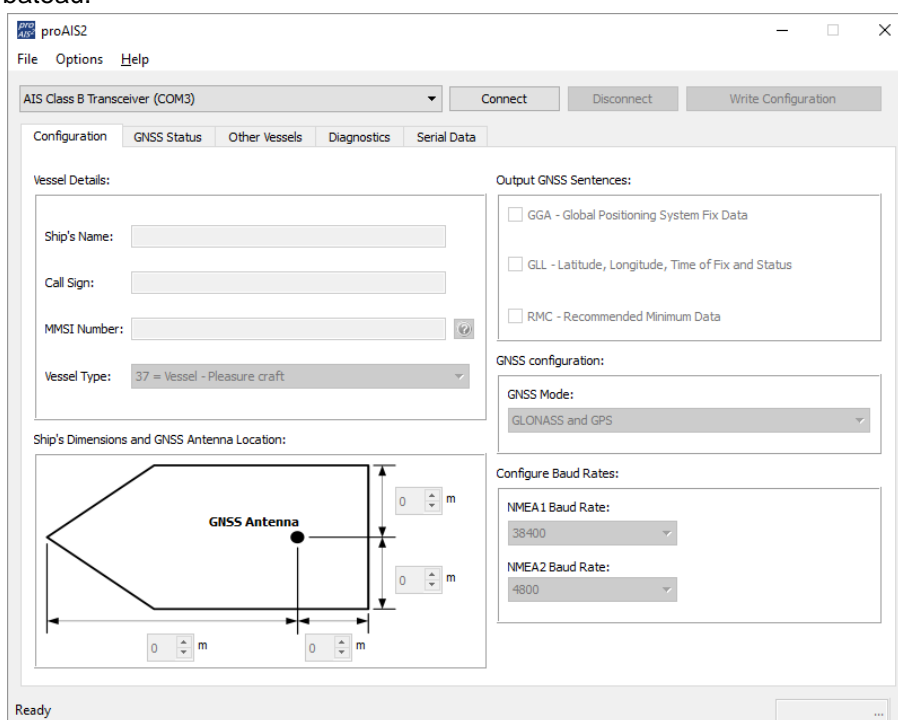 proAIS2
File Options Help
AIS Class B Transceiver (COM3) Connect Disconnect Write Configuration
Configuration GNSS Status Other Vessels Diagnostics Serial Data
Vessel Details:
Ship's Name:
Call Sign:
MMSI Number:
Vessel Type: 37 = Vessel - Pleasure craft
Ship's Dimensions and GNSS Antenna Location:
GNSS Antenna
0 m
0 m
0 m 0 m
Output GNSS Sentences:
GGA - Global Positioning System Fix Data
GLL - Latitude, Longitude, Time of Fix and Status
RMC - Recommended Minimum Data
GNSS configuration:
GNSS Mode:
GLONASS and GPS
Configure Baud Rates:
NMEA1 Baud Rate:
38400
NMEA2 Baud Rate:
4800
Ready ...